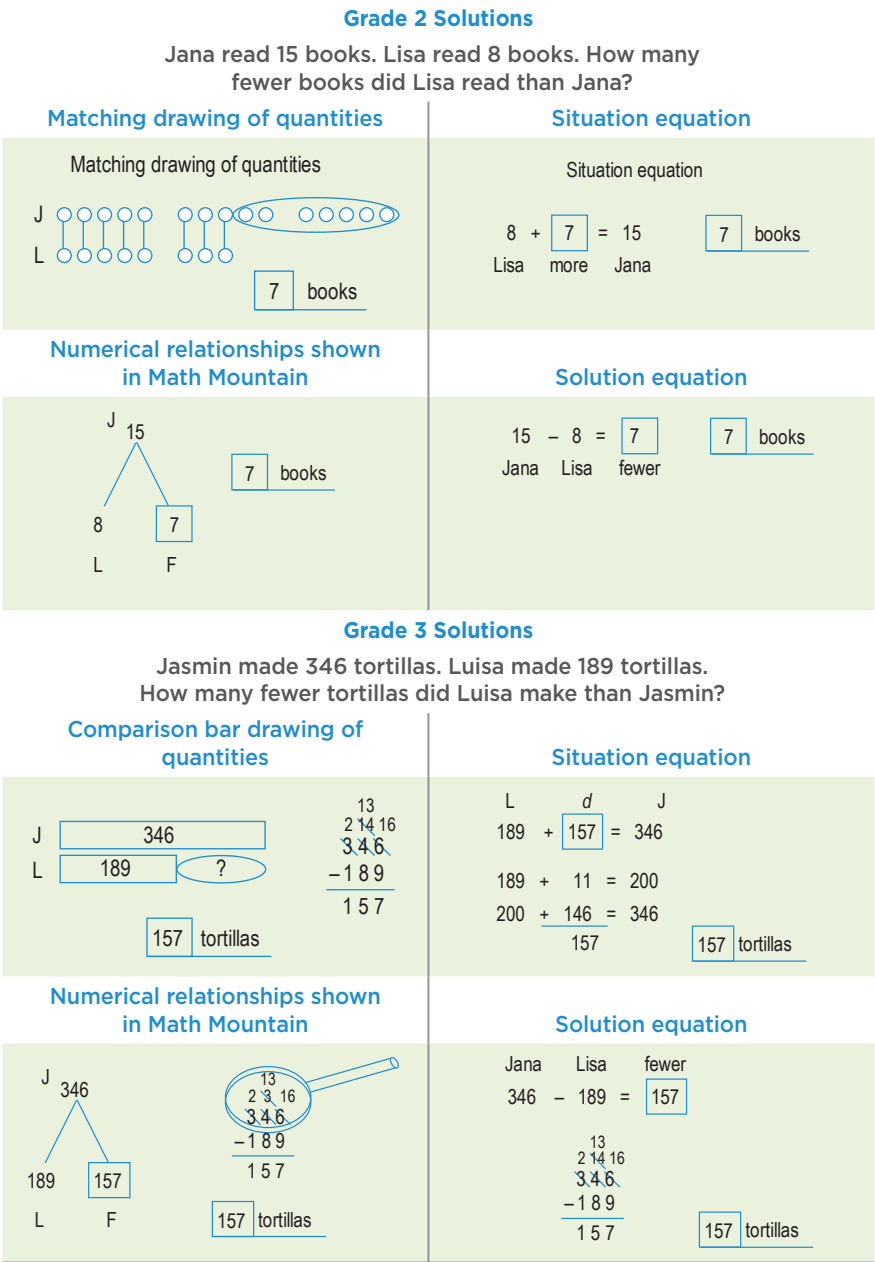 Grade 2 Solutions
Jana read 15 books. Lisa read 8 books. How many
fewer books did Lisa read than Jana?
Matching drawing of quantities
Matching drawing of quantities
J
L
7 books
Situation equation
Situation equation
8 + 7 = 15
Lisa more Jana
7 books
Numerical relationships shown
in Math Mountain
J 15
8 7
L F
7 books
Solution equation
15 – 8 = 7
Jana Lisa fewer
7 books
Grade 3 Solutions
Jasmin made 346 tortillas. Luisa made 189 tortillas.
How many fewer tortillas did Luisa make than Jasmin?
Comparison bar drawing of
quantities
J 346
L 189 ?
13
2 14 16
3 4 6
–1 8 9
1 5 7
157 tortillas
Situation equation
L d J
189 + 157 = 346
189 + 11 = 200
200 + 146 = 346
157
157 tortillas
Numerical relationships shown
in Math Mountain
J 346
189 157
L F
13
2 3 16
3 4 6
–1 8 9
1 5 7
157 tortillas
Solution equation
Jana Lisa fewer
346 – 189 = 157
13
2 14 16
3 4 6
–1 8 9
1 5 7
157 tortillas